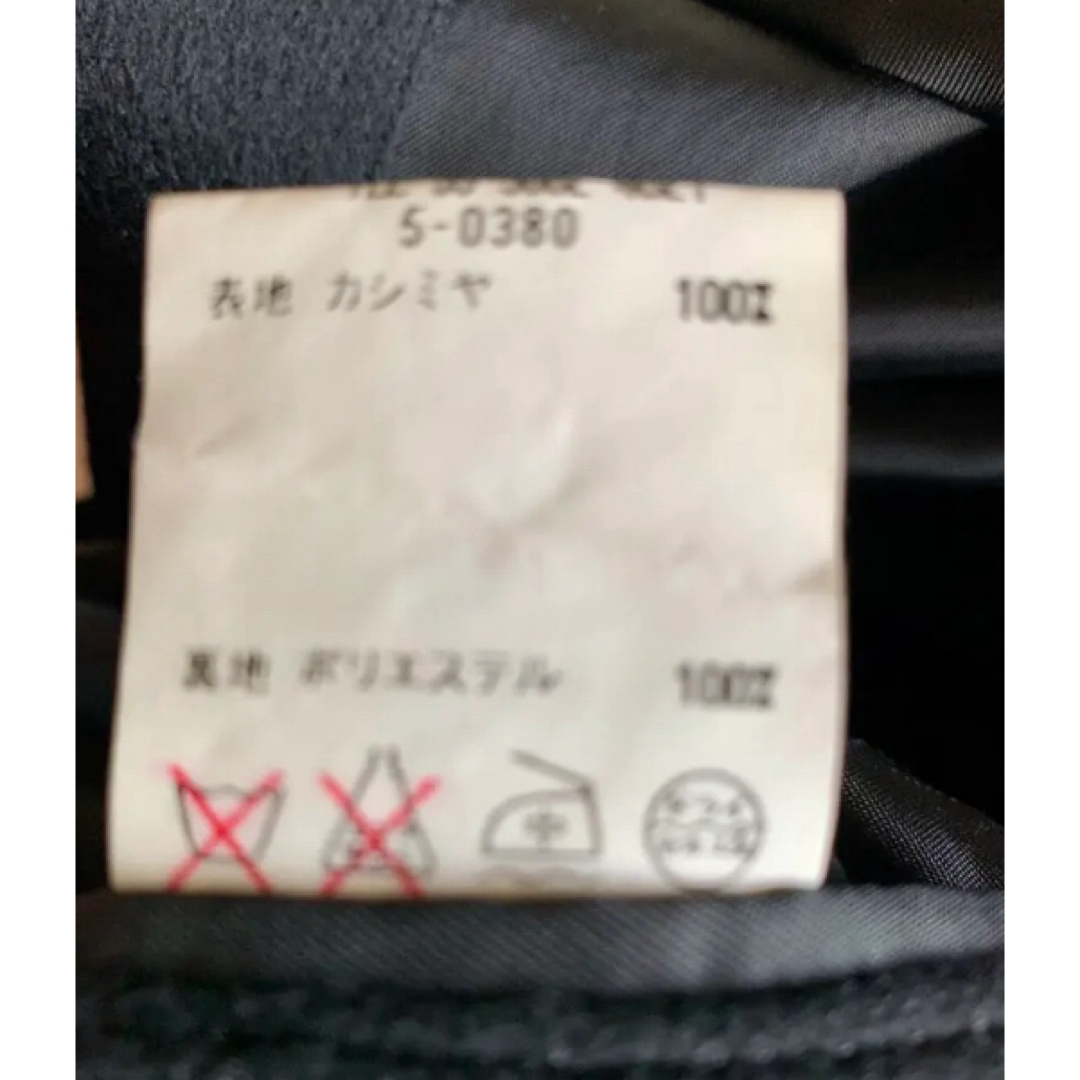 5-0380
表地 カシミヤ 100%
裏地 ポリエステル 100%
中